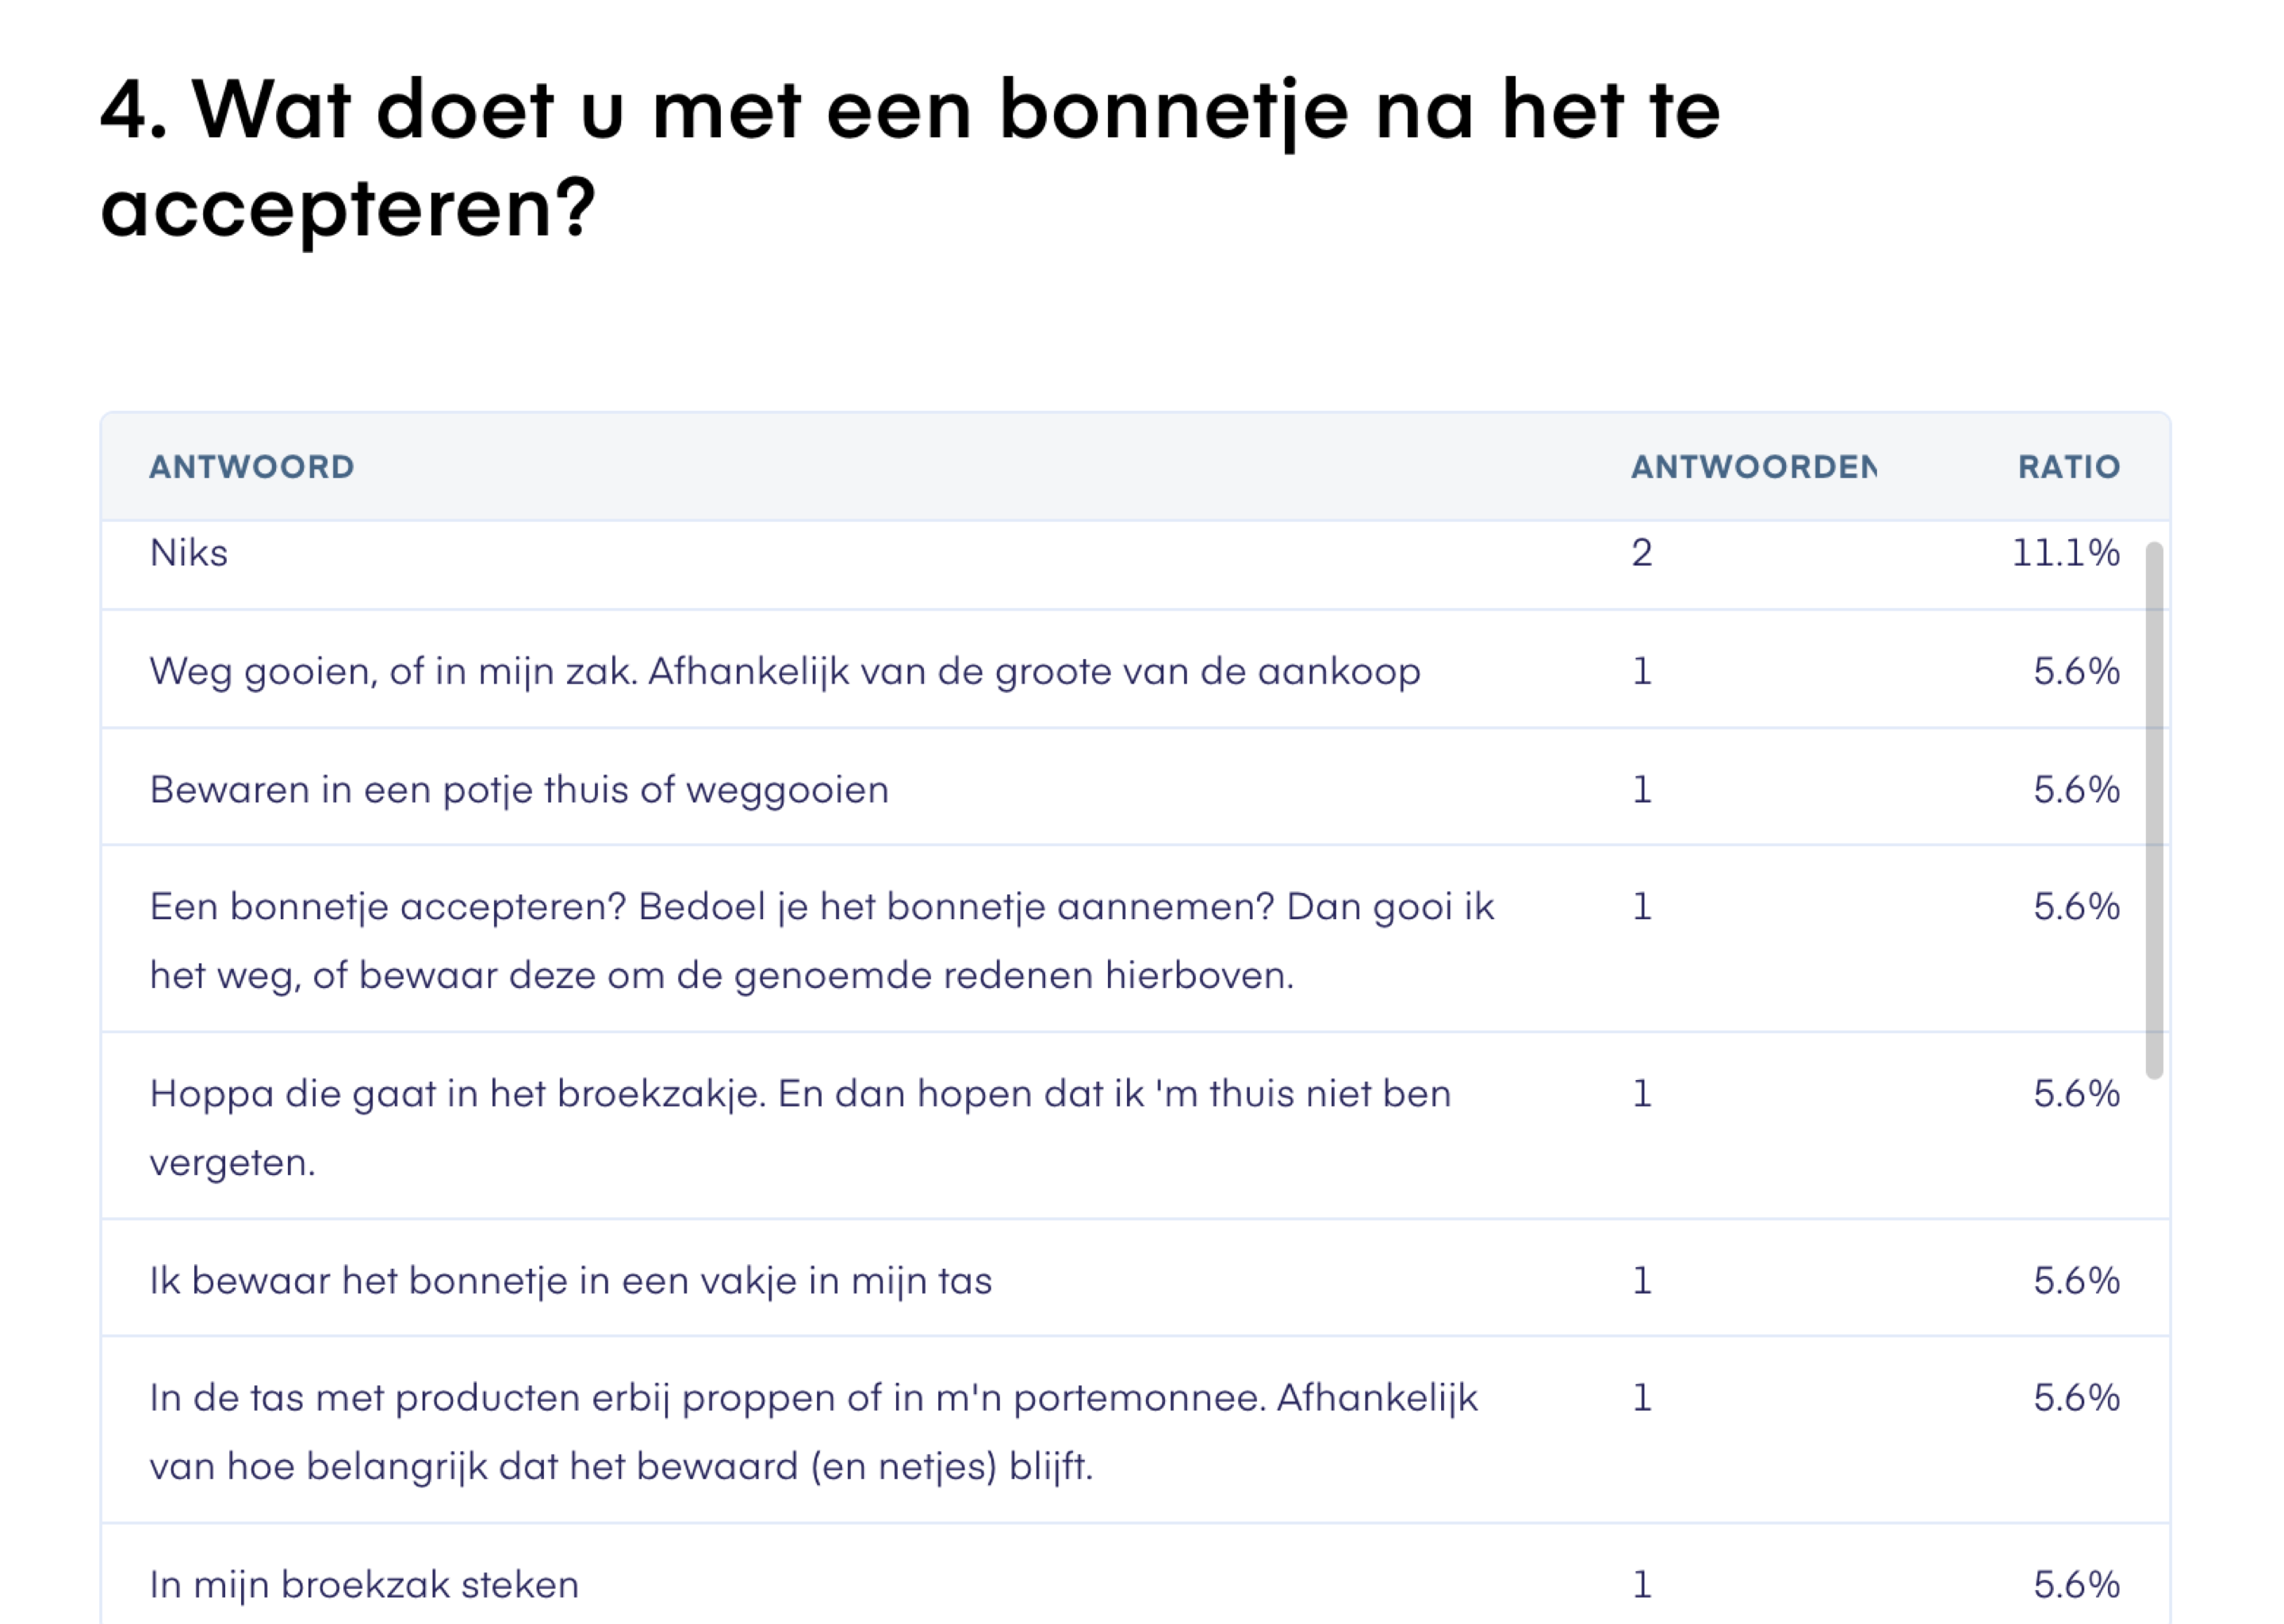 4. Wat doet u met een bonnetje na het te
accepteren?
ANTWOORD ANTWOORDEN RATIO
Niks 2 11.1%
Weg gooien, of in mijn zak. Afhankelijk van de groote van de aankoop 1 5.6%
Bewaren in een potje thuis of weggooien 1 5.6%
Een bonnetje accepteren? Bedoel je het bonnetje aannemen? Dan gooi ik 1 5.6%
het weg, of bewaar deze om de genoemde redenen hierboven.
Hoppa die gaat in het broekzakje. En dan hopen dat ik 'm thuis niet ben 1 5.6%
vergeten.
Ik bewaar het bonnetje in een vakje in mijn tas 1 5.6%
In de tas met producten erbij proppen of in m'n portemonnee. Afhankelijk 1 5.6%
van hoe belangrijk dat het bewaard (en netjes) blijft.
In mijn broekzak steken 1 5.6%